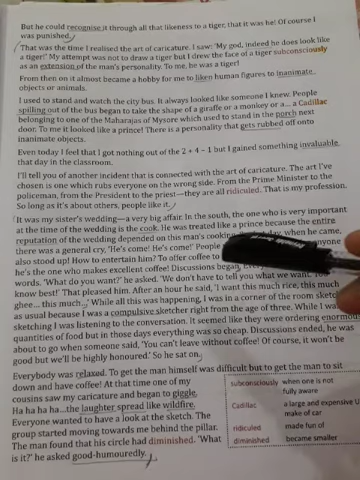 But he could recognise it through all that likeness to a tiger, that it was he! Of course I
was punished.
That was the time I realised the art of caricature. I saw: 'My god, indeed he does look like
a tiger!' My attempt was not to draw a tiger but I drew the face of a tiger subconsciously
as an extension of the man's personality. To me, he was a tiger!
From then on it almost became a hobby for me to liken human figures to inanimate
objects or animals.
I used to stand and watch the city bus. It always looked like someone I knew. People
spilling out of the bus began to take the shape of a giraffe or a monkey or a... a Cadillac
belonging to one of the Maharajas of Mysore which used to stand in the porch next
door. To me it looked like a prince! There is a personality that gets rubbed off onto
inanimate objects.
Even today I feel that I got nothing out of the 2 + 4 – 1 but I gained something invaluable
that day in the classroom.
I'll tell you of another incident that is connected with the art of caricature. The art I've
chosen is one which rubs everyone on the wrong side. From the Prime Minister to the
policeman, from the President to the priest—they are all ridiculed. That is my profession.
So long as it's about others, people like it.
It was my sister's wedding—a very big affair. In the south, the one who is very important
at the time of the wedding is the cook. He was treated like a prince because the entire
reputation of the wedding depended on this man's cooking when he came,
there was a general cry, 'He's come! He's come!' People anyone
also stood up! How to entertain him? To offer coffee to
he's the one who makes excellent coffee! Discussions began,
words. 'What do you want?' he asked. 'We don't have to tell you what we want. You
know best!' That pleased him. After an hour he said, 'I want this much rice, this much
ghee... this much...' While all this was happening, I was in a corner of the room
as usual because I was a compulsive sketcher right from the age of three. While I was
sketching I was listening to the conversation. It seemed like they were ordering enormous
quantities of food but in those days everything was so cheap. Discussions ended, he was
about to go when someone said, 'You can't leave without coffee! Of course, it won't be
good but we'll be highly honoured.' So he sat on.
Everybody was relaxed. To get the man himself was difficult but to get the man to sit
down and have coffee! At that time one of my
cousins saw my caricature and began to giggle.
Ha ha ha ha...the laughter spread like wildfire.
Everyone wanted to have a look at the sketch. The
group started moving towards me behind the pillar.
The man found that his circle had diminished. 'What
is it?' he asked good-humouredly.
subconsciously when one is not
fully aware
Cadillac a large and expensive U
make of car
ridiculed made fun of
diminished became smaller